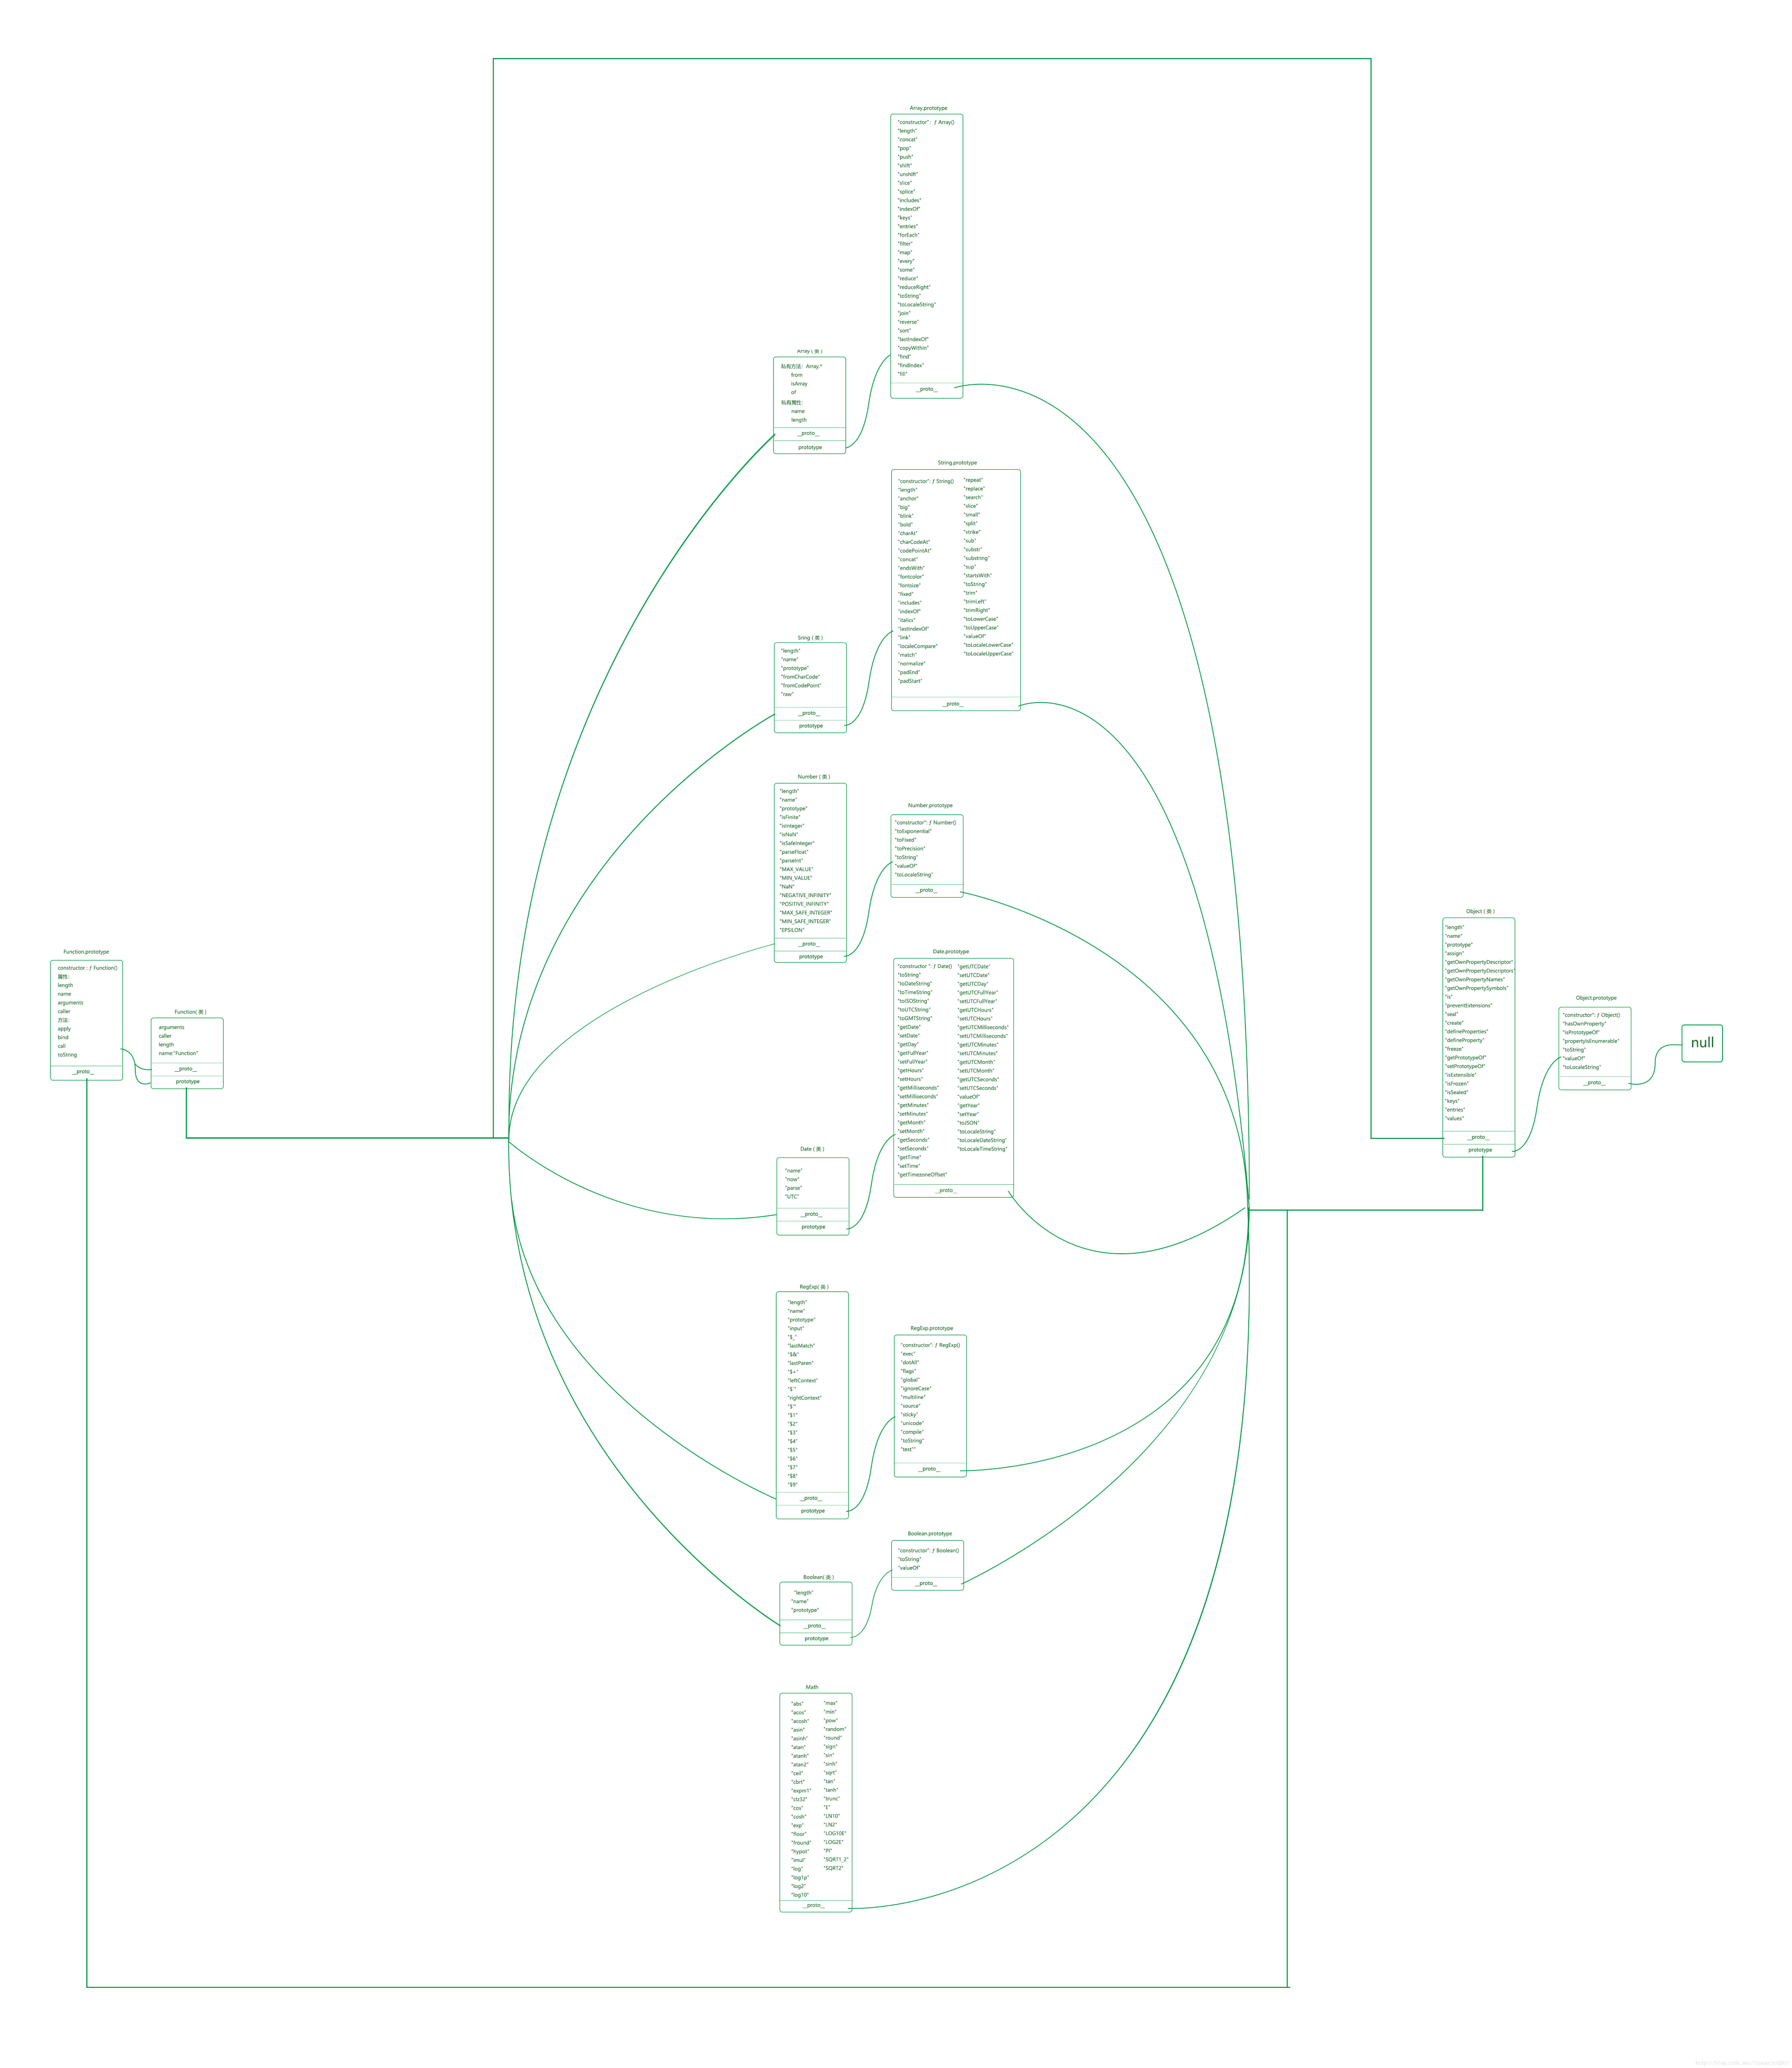 Function.prototype
constructor : ƒ Function()
属性:
length
name
arguments
caller
方法:
apply
bind
call
toString
__proto__
Function( 类 )
arguments
caller
length
name:"Function"
__proto__
prototype
Array.prototype
"constructor" : ƒ Array()
"length"
"concat"
"pop"
"push"
"shift"
"unshift"
"slice"
"splice"
"includes"
"indexOf"
"keys"
"entries"
"forEach"
"filter"
"map"
"every"
"some"
"reduce"
"reduceRight"
"toString"
"toLocaleString"
"join"
"reverse"
"sort"
"lastIndexOf"
"copyWithin"
"find"
"findIndex"
"fill"
__proto__
Array ( 类 )
私有方法: Array.*
from
isArray
of
私有属性:
name
length
__proto__
prototype
String.prototype
"constructor": ƒ String()
"length"
"anchor"
"big"
"blink"
"bold"
"charAt"
"charCodeAt"
"codePointAt"
"concat"
"endsWith"
"fontcolor"
"fontsize"
"fixed"
"includes"
"indexOf"
"italics"
"lastIndexOf"
"link"
"localeCompare"
"match"
"normalize"
"padEnd"
"padStart"
"repeat"
"replace"
"search"
"slice"
"small"
"split"
"strike"
"sub"
"substr"
"substring"
"sup"
"startsWith"
"toString"
"trim"
"trimLeft"
"trimRight"
"toLowerCase"
"toUpperCase"
"valueOf"
"toLocaleLowerCase"
"toLocaleUpperCase"
__proto__
Sring ( 类 )
"length"
"name"
"prototype"
"fromCharCode"
"fromCodePoint"
"raw"
__proto__
prototype
Number ( 类 )
"length"
"name"
"prototype"
"isFinite"
"isInteger"
"isNaN"
"isSafeInteger"
"parseFloat"
"parseInt"
"MAX_VALUE"
"MIN_VALUE"
"NaN"
"NEGATIVE_INFINITY"
"POSITIVE_INFINITY"
"MAX_SAFE_INTEGER"
"MIN_SAFE_INTEGER"
"EPSILON"
__proto__
prototype
Number.prototype
"constructor": ƒ Number()
"toExponential"
"toFixed"
"toPrecision"
"toString"
"valueOf"
"toLocaleString"
__proto__
Date.prototype
"constructor ": ƒ Date()
"toString"
"toDateString"
"toTimeString"
"toISOString"
"toUTCString"
"toGMTString"
"getDate"
"setDate"
"getDay"
"getFullYear"
"setFullYear"
"getHours"
"setHours"
"getMilliseconds"
"setMilliseconds"
"getMinutes"
"setMinutes"
"getMonth"
"setMonth"
"getSeconds"
"setSeconds"
"getTime"
"setTime"
"getTimezoneOffset"
"getUTCDate"
"setUTCDate"
"getUTCDay"
"getUTCFullYear"
"setUTCFullYear"
"getUTCHours"
"setUTCHours"
"getUTCMilliseconds"
"setUTCMilliseconds"
"getUTCMinutes"
"setUTCMinutes"
"getUTCMonth"
"setUTCMonth"
"getUTCSeconds"
"setUTCSeconds"
"valueOf"
"getYear"
"setYear"
"toJSON"
"toLocaleString"
"toLocaleDateString"
"toLocaleTimeString"
__proto__
Date ( 类 )
"name"
"now"
"parse"
"UTC"
__proto__
prototype
RegExp( 类 )
"length"
"name"
"prototype"
"input"
"$_"
"lastMatch"
"$&"
"lastParen"
"$+"
"leftContext"
"$`"
"rightContext"
"$'"
"$1"
"$2"
"$3"
"$4"
"$5"
"$6"
"$7"
"$8"
"$9"
__proto__
prototype
RegExp.prototype
"constructor": ƒ RegExp()
"exec"
"dotAll"
"flags"
"global"
"ignoreCase"
"multiline"
"source"
"sticky"
"unicode"
"compile"
"toString"
"test""
__proto__
Boolean.prototype
"constructor": ƒ Boolean()
"toString"
"valueOf"
__proto__
Boolean( 类 )
"length"
"name"
"prototype"
__proto__
prototype
Math
"abs"
"acos"
"acosh"
"asin"
"asinh"
"atan"
"atanh"
"atan2"
"ceil"
"cbrt"
"expm1"
"clz32"
"cos"
"cosh"
"exp"
"floor"
"fround"
"hypot"
"imul"
"log"
"log1p"
"log2"
"log10"
"max"
"min"
"pow"
"random"
"round"
"sign"
"sin"
"sinh"
"sqrt"
"tan"
"tanh"
"trunc"
"E"
"LN10"
"LN2"
"LOG10E"
"LOG2E"
"PI"
"SQRT1_2"
"SQRT2"
__proto__
Object ( 类 )
"length"
"name"
"prototype"
"assign"
"getOwnPropertyDescriptor"
"getOwnPropertyDescriptors"
"getOwnPropertyNames"
"getOwnPropertySymbols"
"is"
"preventExtensions"
"seal"
"create"
"defineProperties"
"defineProperty"
"freeze"
"getPrototypeOf"
"setPrototypeOf"
"isExtensible"
"isFrozen"
"isSealed"
"keys"
"entries"
"values"
__proto__
prototype
Object.prototype
"constructor": ƒ Object()
"hasOwnProperty"
"isPrototypeOf"
"propertyIsEnumerable"
"toString"
"valueOf"
"toLocaleString"
__proto__
null